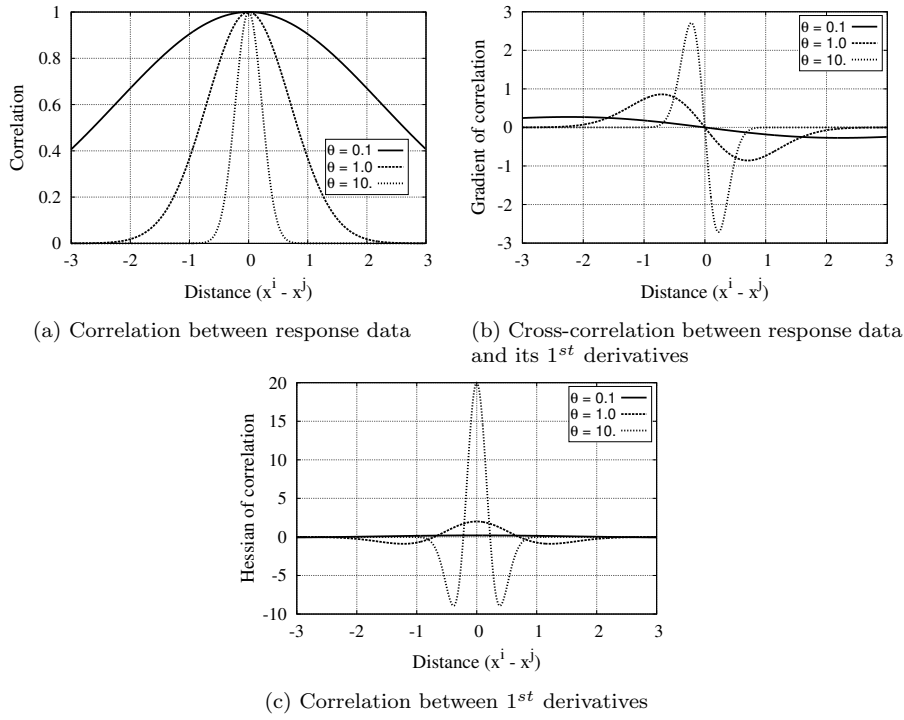 1
0.8
0.6
0.4
0.2
0
Correlation
θ = 0.1
θ = 1.0
θ = 10.
-3 -2 -1 0 1 2 3
Distance (x^i - x^j)
(a) Correlation between response data
3
2
1
0
-1
-2
-3
Gradient of correlation
θ = 0.1
θ = 1.0
θ = 10.
-3 -2 -1 0 1 2 3
Distance (x^i - x^j)
(b) Cross-correlation between response data
and its 1^st derivatives
20
15
10
5
0
-5
-10
Hessian of correlation
θ = 0.1
θ = 1.0
θ = 10.
-3 -2 -1 0 1 2 3
Distance (x^i - x^j)
(c) Correlation between 1^st derivatives